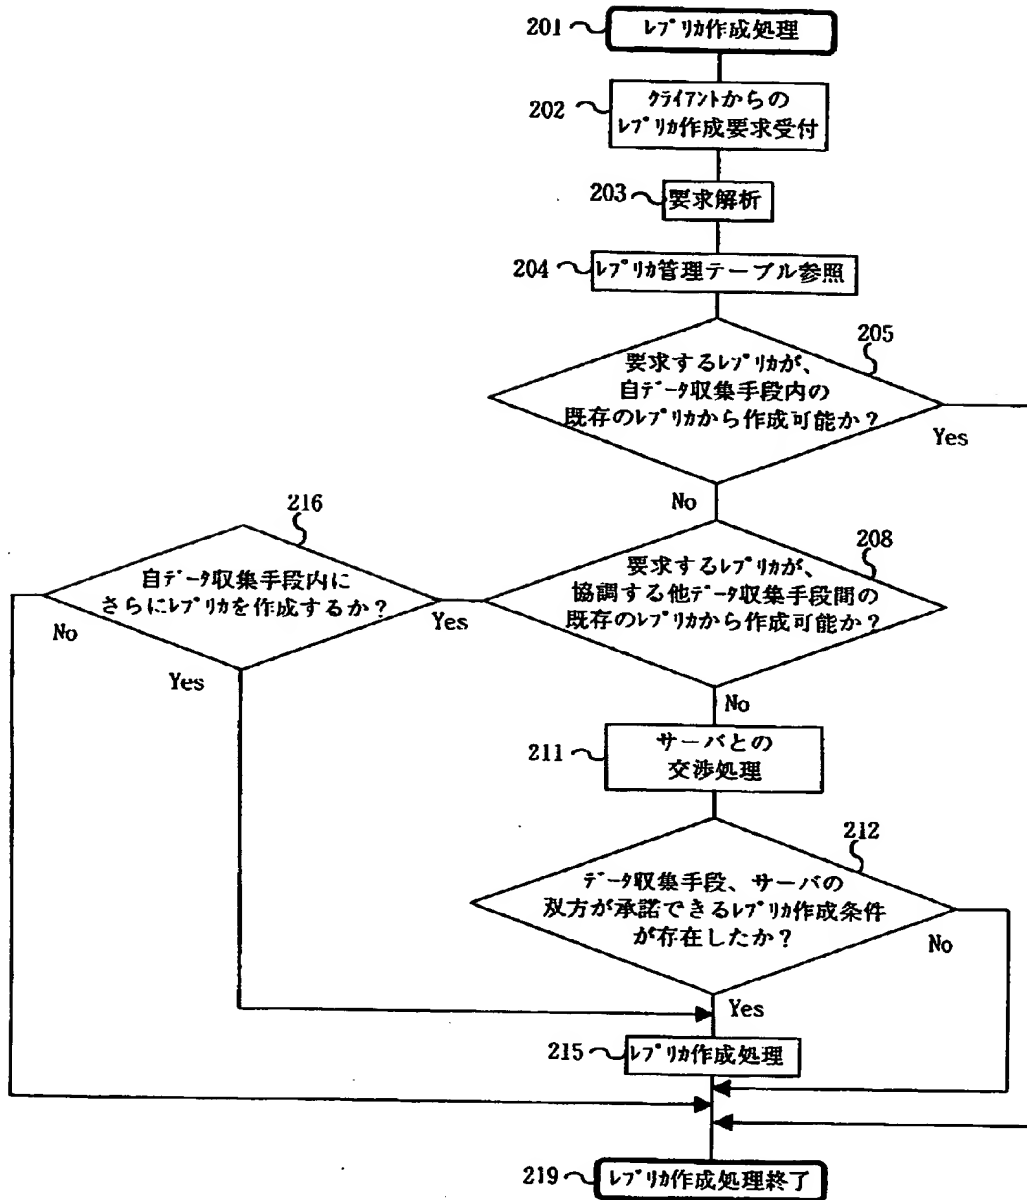 201
レプリカ作成処理
202
クライアントからの
レプリカ作成要求受付
203
要求解析
204
レプリカ管理テーブル参照
205
要求するレプリカが、
自データ収集手段内の
既存のレプリカから作成可能か？
Yes
No
216
自データ収集手段内に
さらにレプリカを作成するか？
No
Yes
Yes
208
要求するレプリカが、
協調する他データ収集手段間の
既存のレプリカから作成可能か？
No
211
サーバとの
交渉処理
212
データ収集手段、サーバの
双方が承諾できるレプリカ作成条件
が存在したか？
No
Yes
215
レプリカ作成処理
219
レプリカ作成処理終了